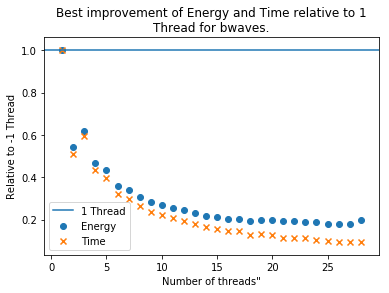 Best improvement of Energy and Time relative to 1
Thread for bwaves.
1.0
0.8
0.6
0.4
0.2
Relative to -1 Thread
1 Thread
Energy
Time
0
5
10
15
20
25
Number of threads"